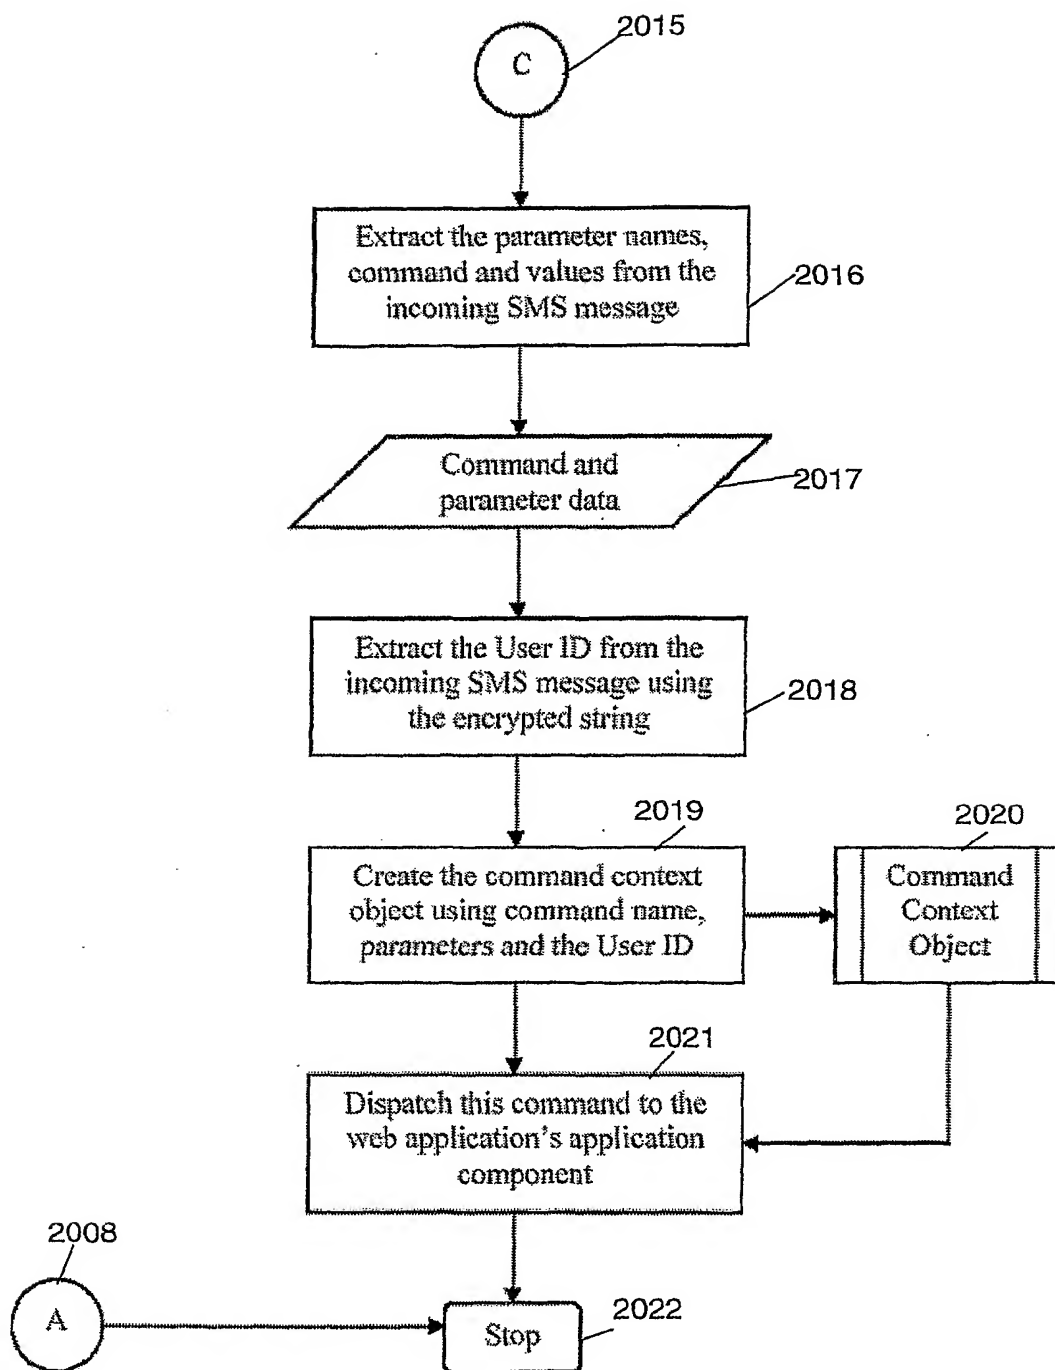 2015
C
Extract the parameter names,
command and values from the
incoming SMS message
2016
Command and
parameter data
2017
Extract the User ID from the
incoming SMS message using
the encrypted string
2018
2019
Create the command context
object using command name,
parameters and the User ID
2020
Command
Context
Object
2021
Dispatch this command to the
web application's application
component
2008
A
Stop
2022